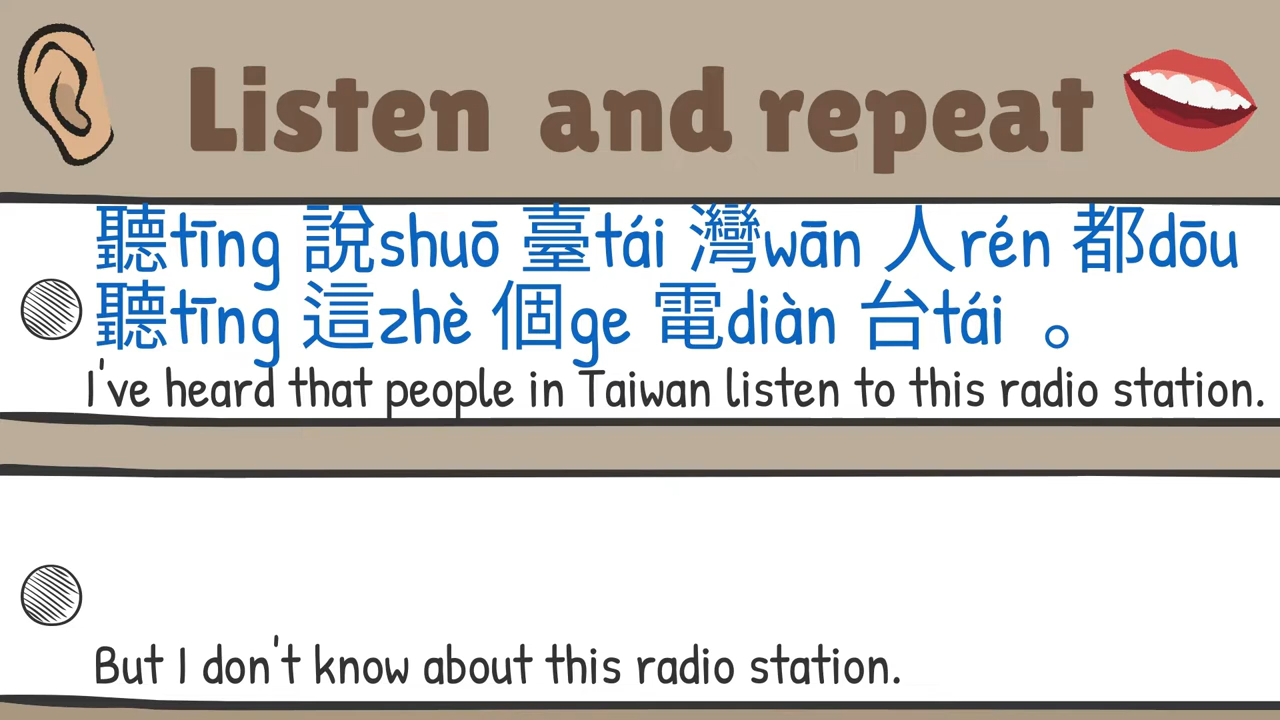 Listen and repeat
聽tīng 說shuō 臺tái 灣wān 人rén 都dōu
聽tīng 這zhè 個ge 電diàn 台tái 。
I've heard that people in Taiwan listen to this radio station.
But I don't know about this radio station.